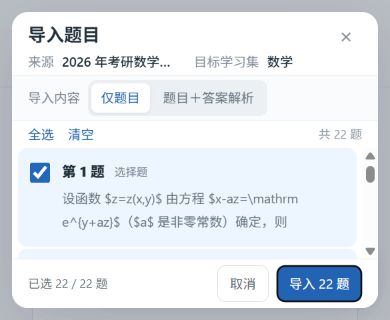 导入题目
来源 2026 年考研数学... 目标学习集 数学
导入内容 仅题目 题目＋答案解析
全选 清空 共 22 题
第 1 题 选择题
设函数 $z=z(x,y)$ 由方程 $x-az=\mathrm
e^{y+az}$（$a$ 是非零常数）确定，则
已选 22 / 22 题 取消 导入 22 题